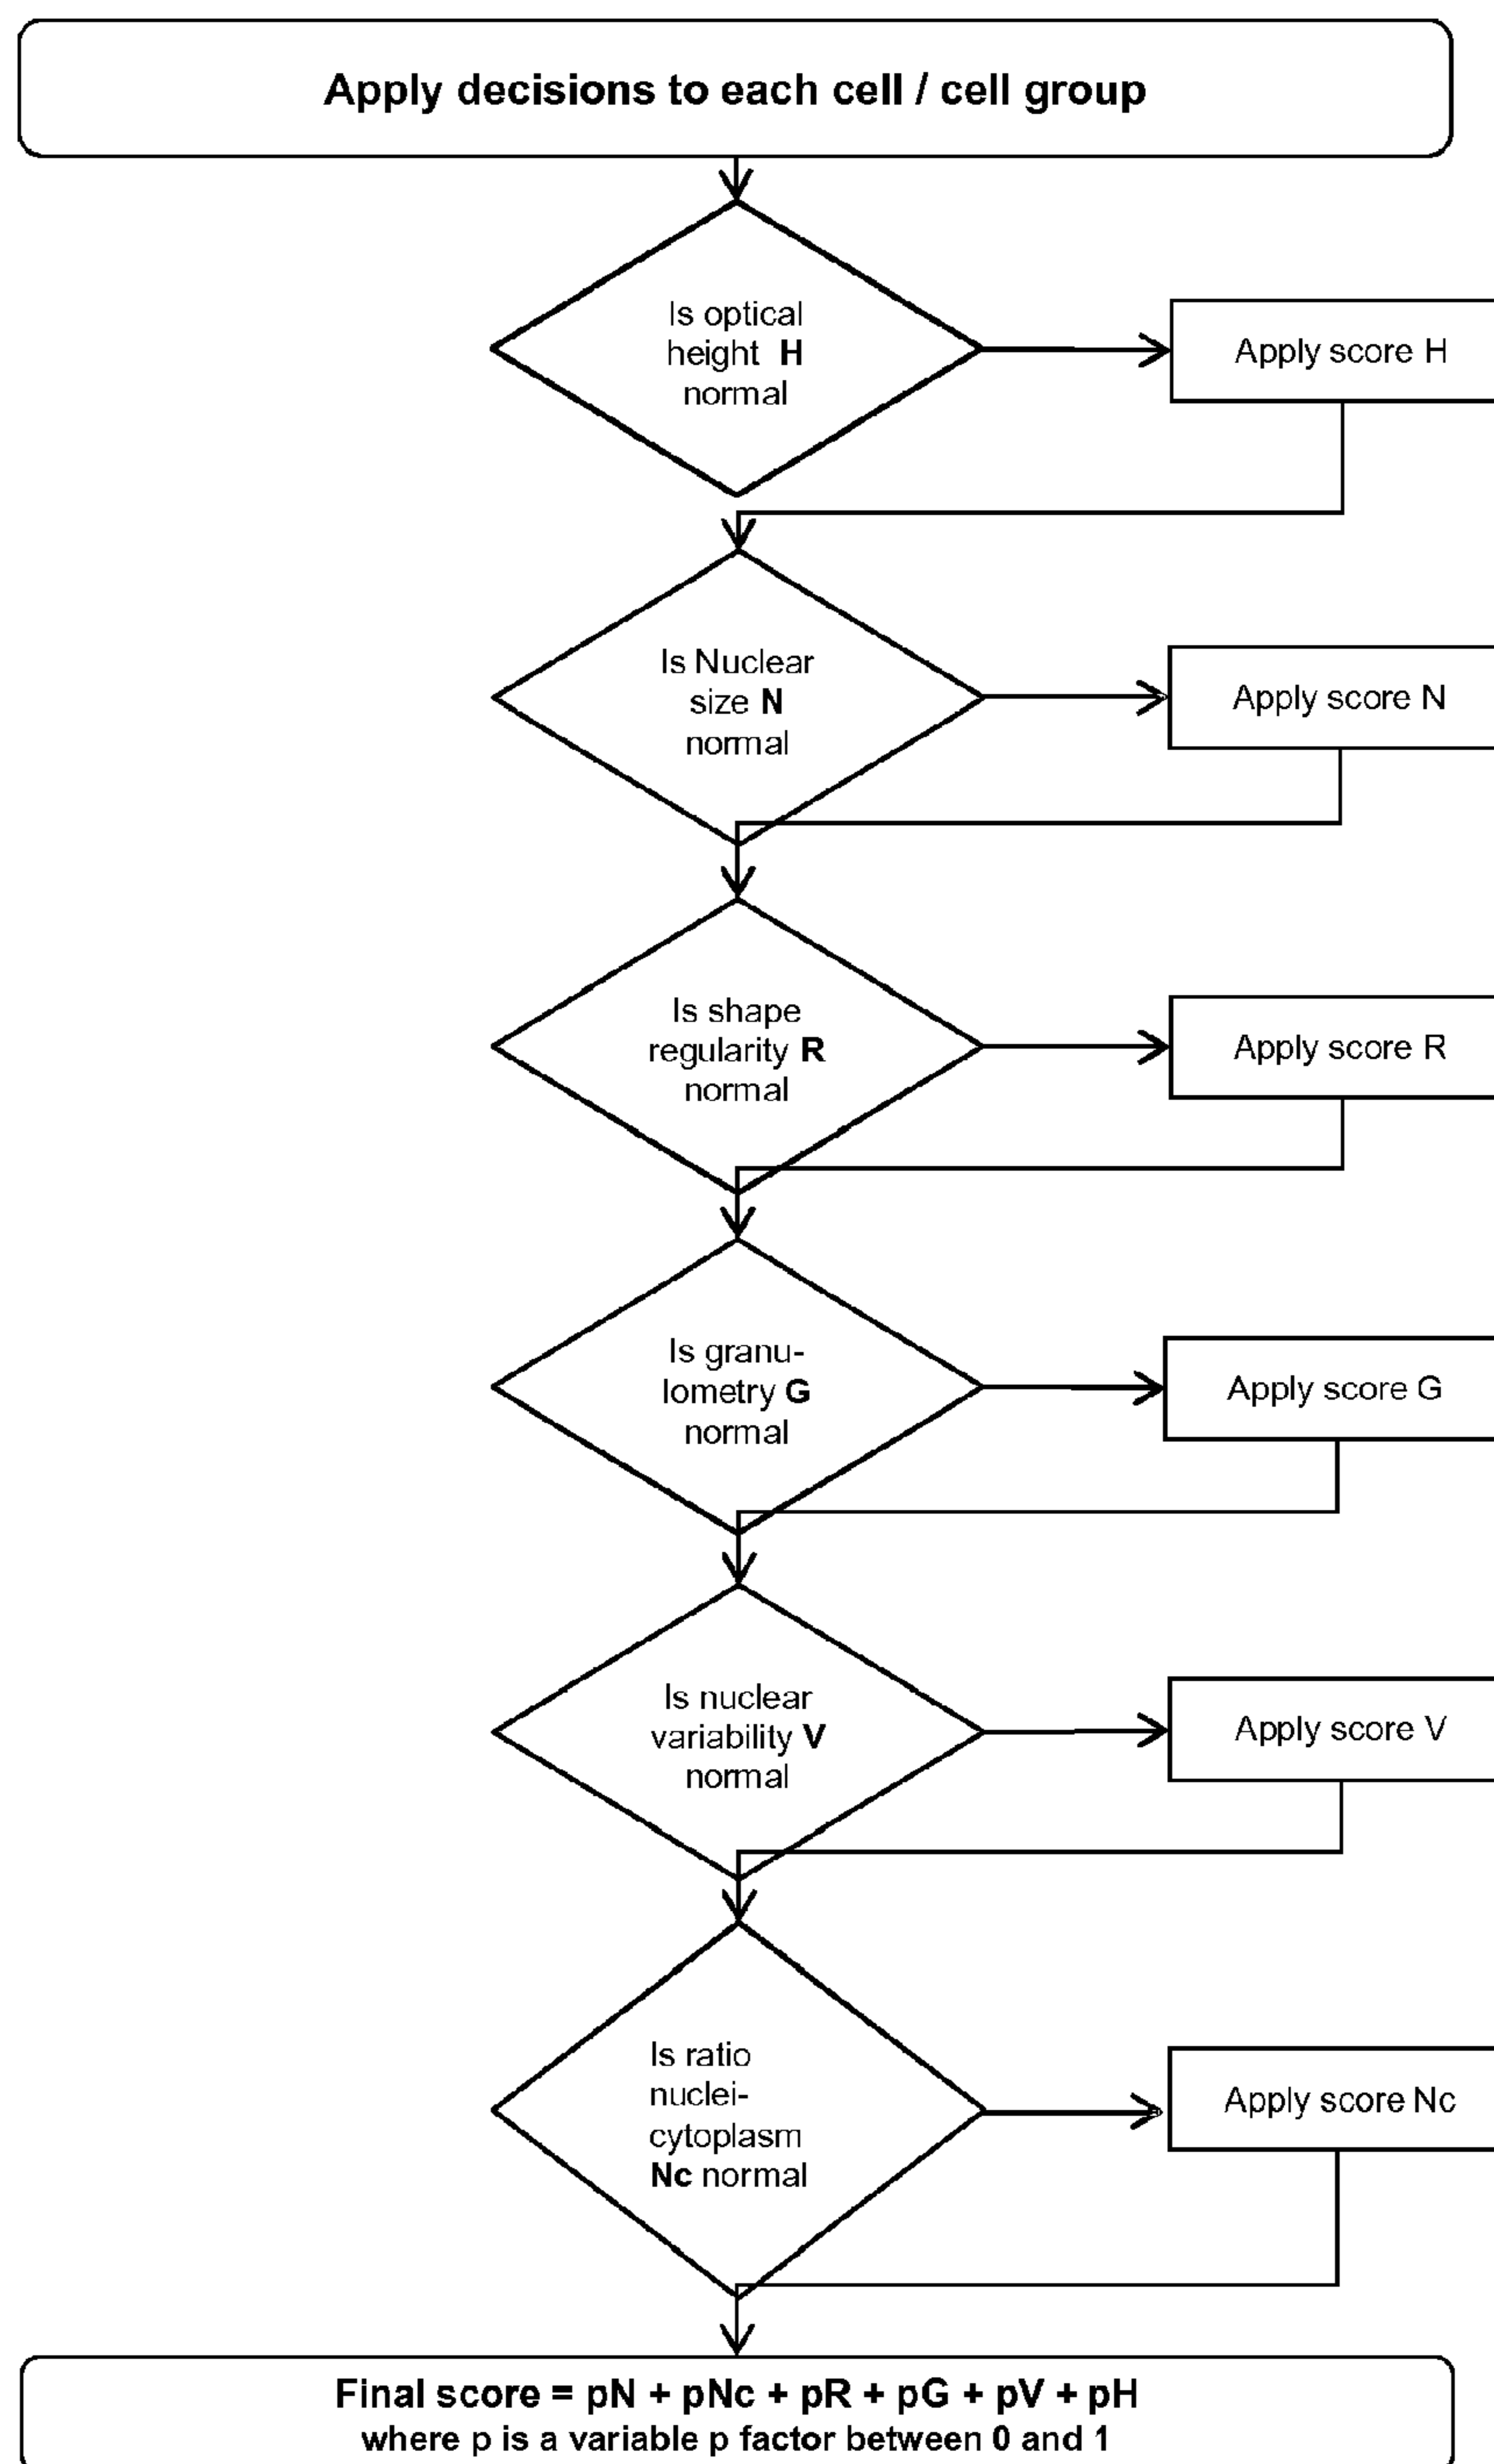 Apply decisions to each cell / cell group
Is optical
height H
normal
Apply score H
Is Nuclear
size N
normal
Apply score N
Is shape
regularity R
normal
Apply score R
Is granu-
lometry G
normal
Apply score G
Is nuclear
variability V
normal
Apply score V
Is ratio
nuclei-
cytoplasm
Nc normal
Apply score Nc
Final score = pN + pNc + pR + pG + pV + pH
where p is a variable p factor between 0 and 1